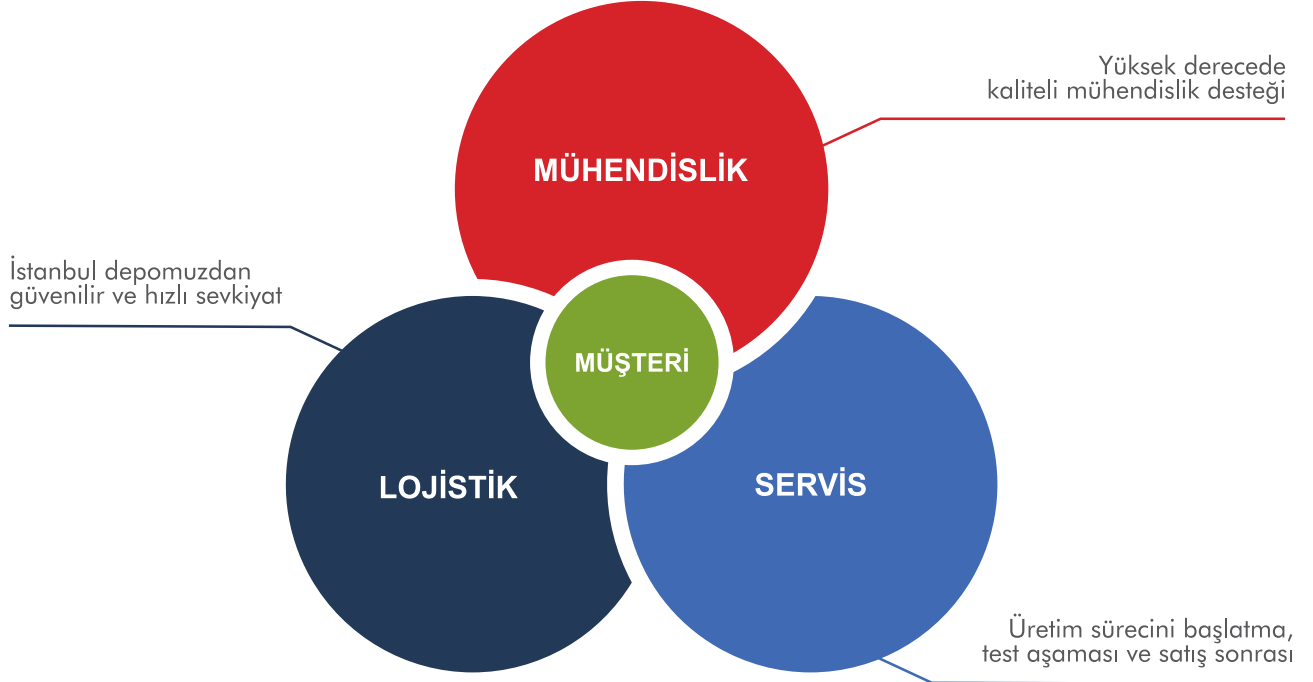 Yüksek derecede
kaliteli mühendislik desteği
MÜHENDİSLİK
İstanbul depomuzdan
güvenilir ve hızlı sevkiyat
MÜŞTERİ
LOJİSTİK
SERVİS
Üretim sürecini başlatma,
test aşaması ve satış sonrası